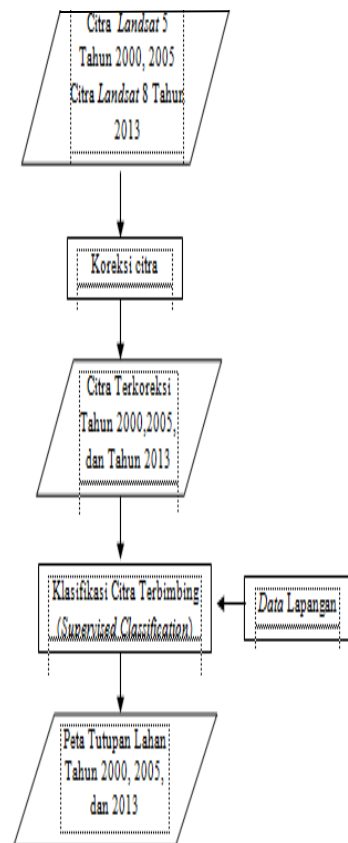 Citra Landsat 5
Tahun 2000, 2005
Citra Landsat 8 Tahun
2013
Koreksi citra
Citra Terkoreksi
Tahun 2000,2005,
dan Tahun 2013
Klasifikasi Citra Terbimbing
(Supervised Classification)
Data Lapangan
Peta Tutupan Lahan
Tahun 2000, 2005,
dan 2013